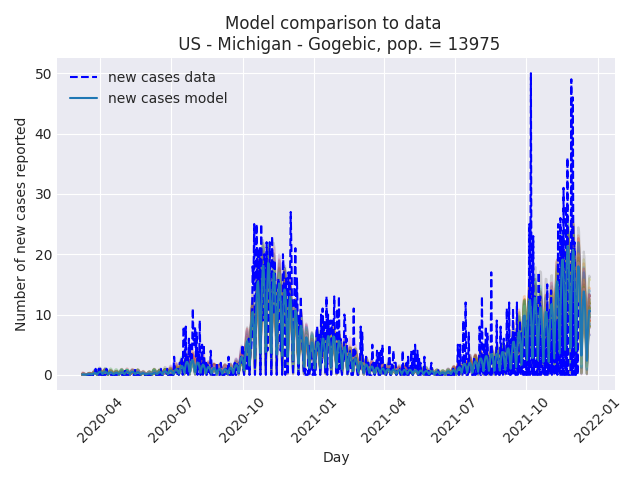 Model comparison to data
US - Michigan - Gogebic, pop. = 13975
new cases data
new cases model
Number of new cases reported
50
40
30
20
10
0
2020-04
2020-07
2020-10
2021-01
2021-04
2021-07
2021-10
2022-01
Day